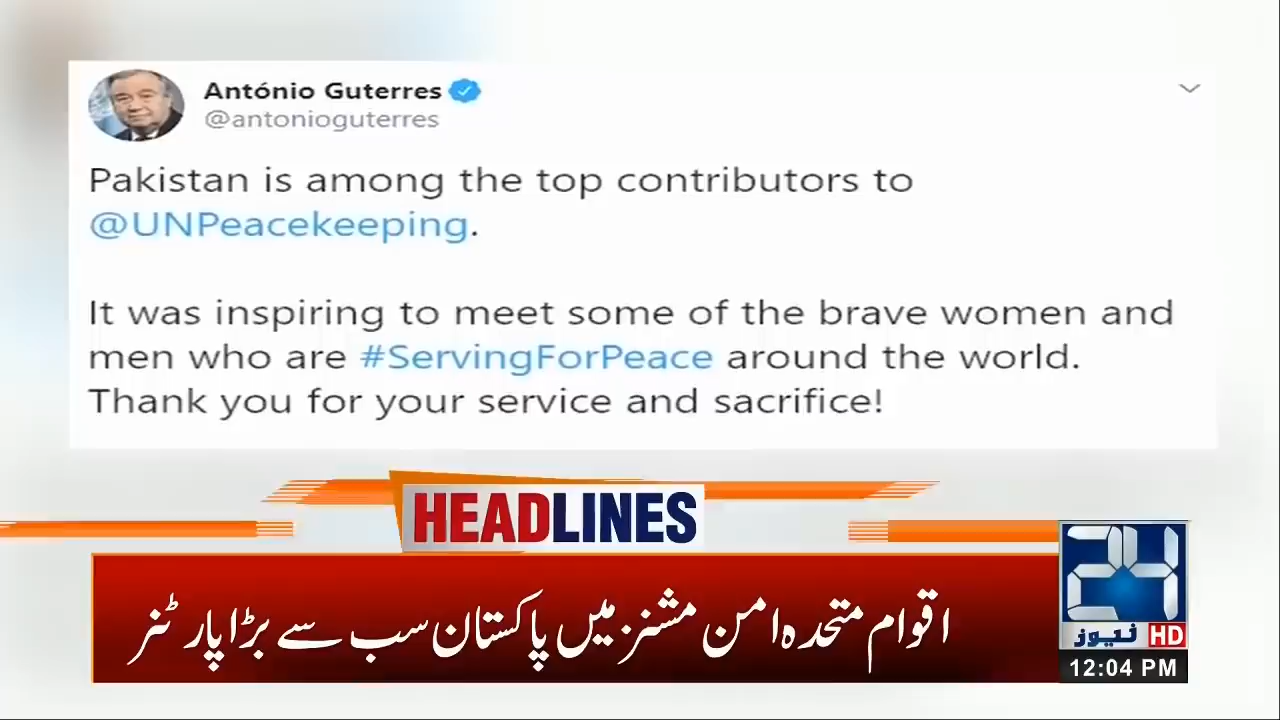 António Guterres
@antonioguterres
Pakistan is among the top contributors to
@UNPeacekeeping.
It was inspiring to meet some of the brave women and
men who are #ServingForPeace around the world.
Thank you for your service and sacrifice!
HEADLINES
اقوام متحدہ امن مشنز میں پاکستان سب سے بڑا پارٹنر
24
نیوز HD
12:04 PM